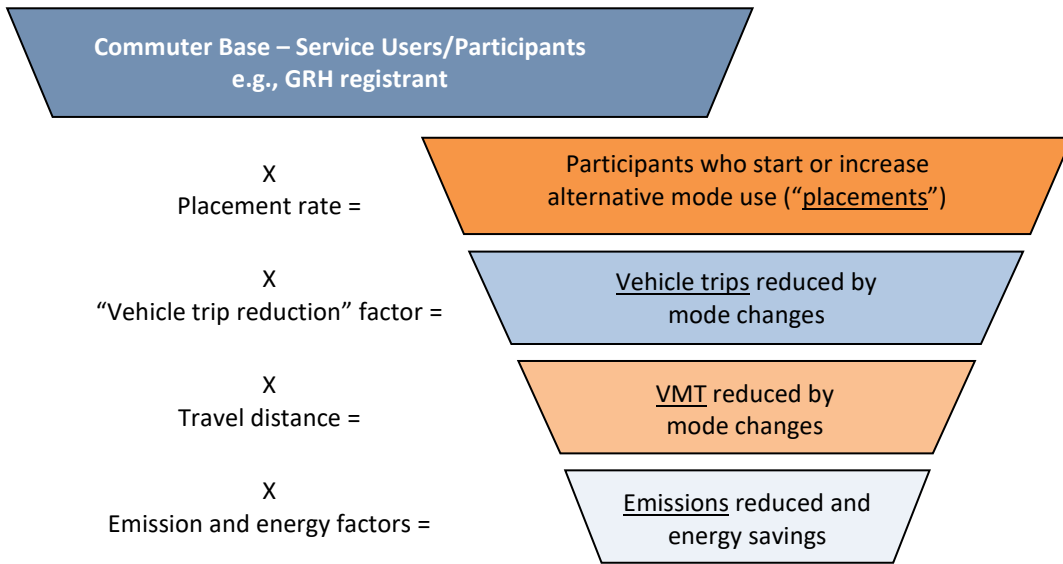 Commuter Base – Service Users/Participants
e.g., GRH registrant
X
Placement rate =
Participants who start or increase
alternative mode use (“placements”)
X
“Vehicle trip reduction” factor =
Vehicle trips reduced by
mode changes
X
Travel distance =
VMT reduced by
mode changes
X
Emission and energy factors =
Emissions reduced and
energy savings